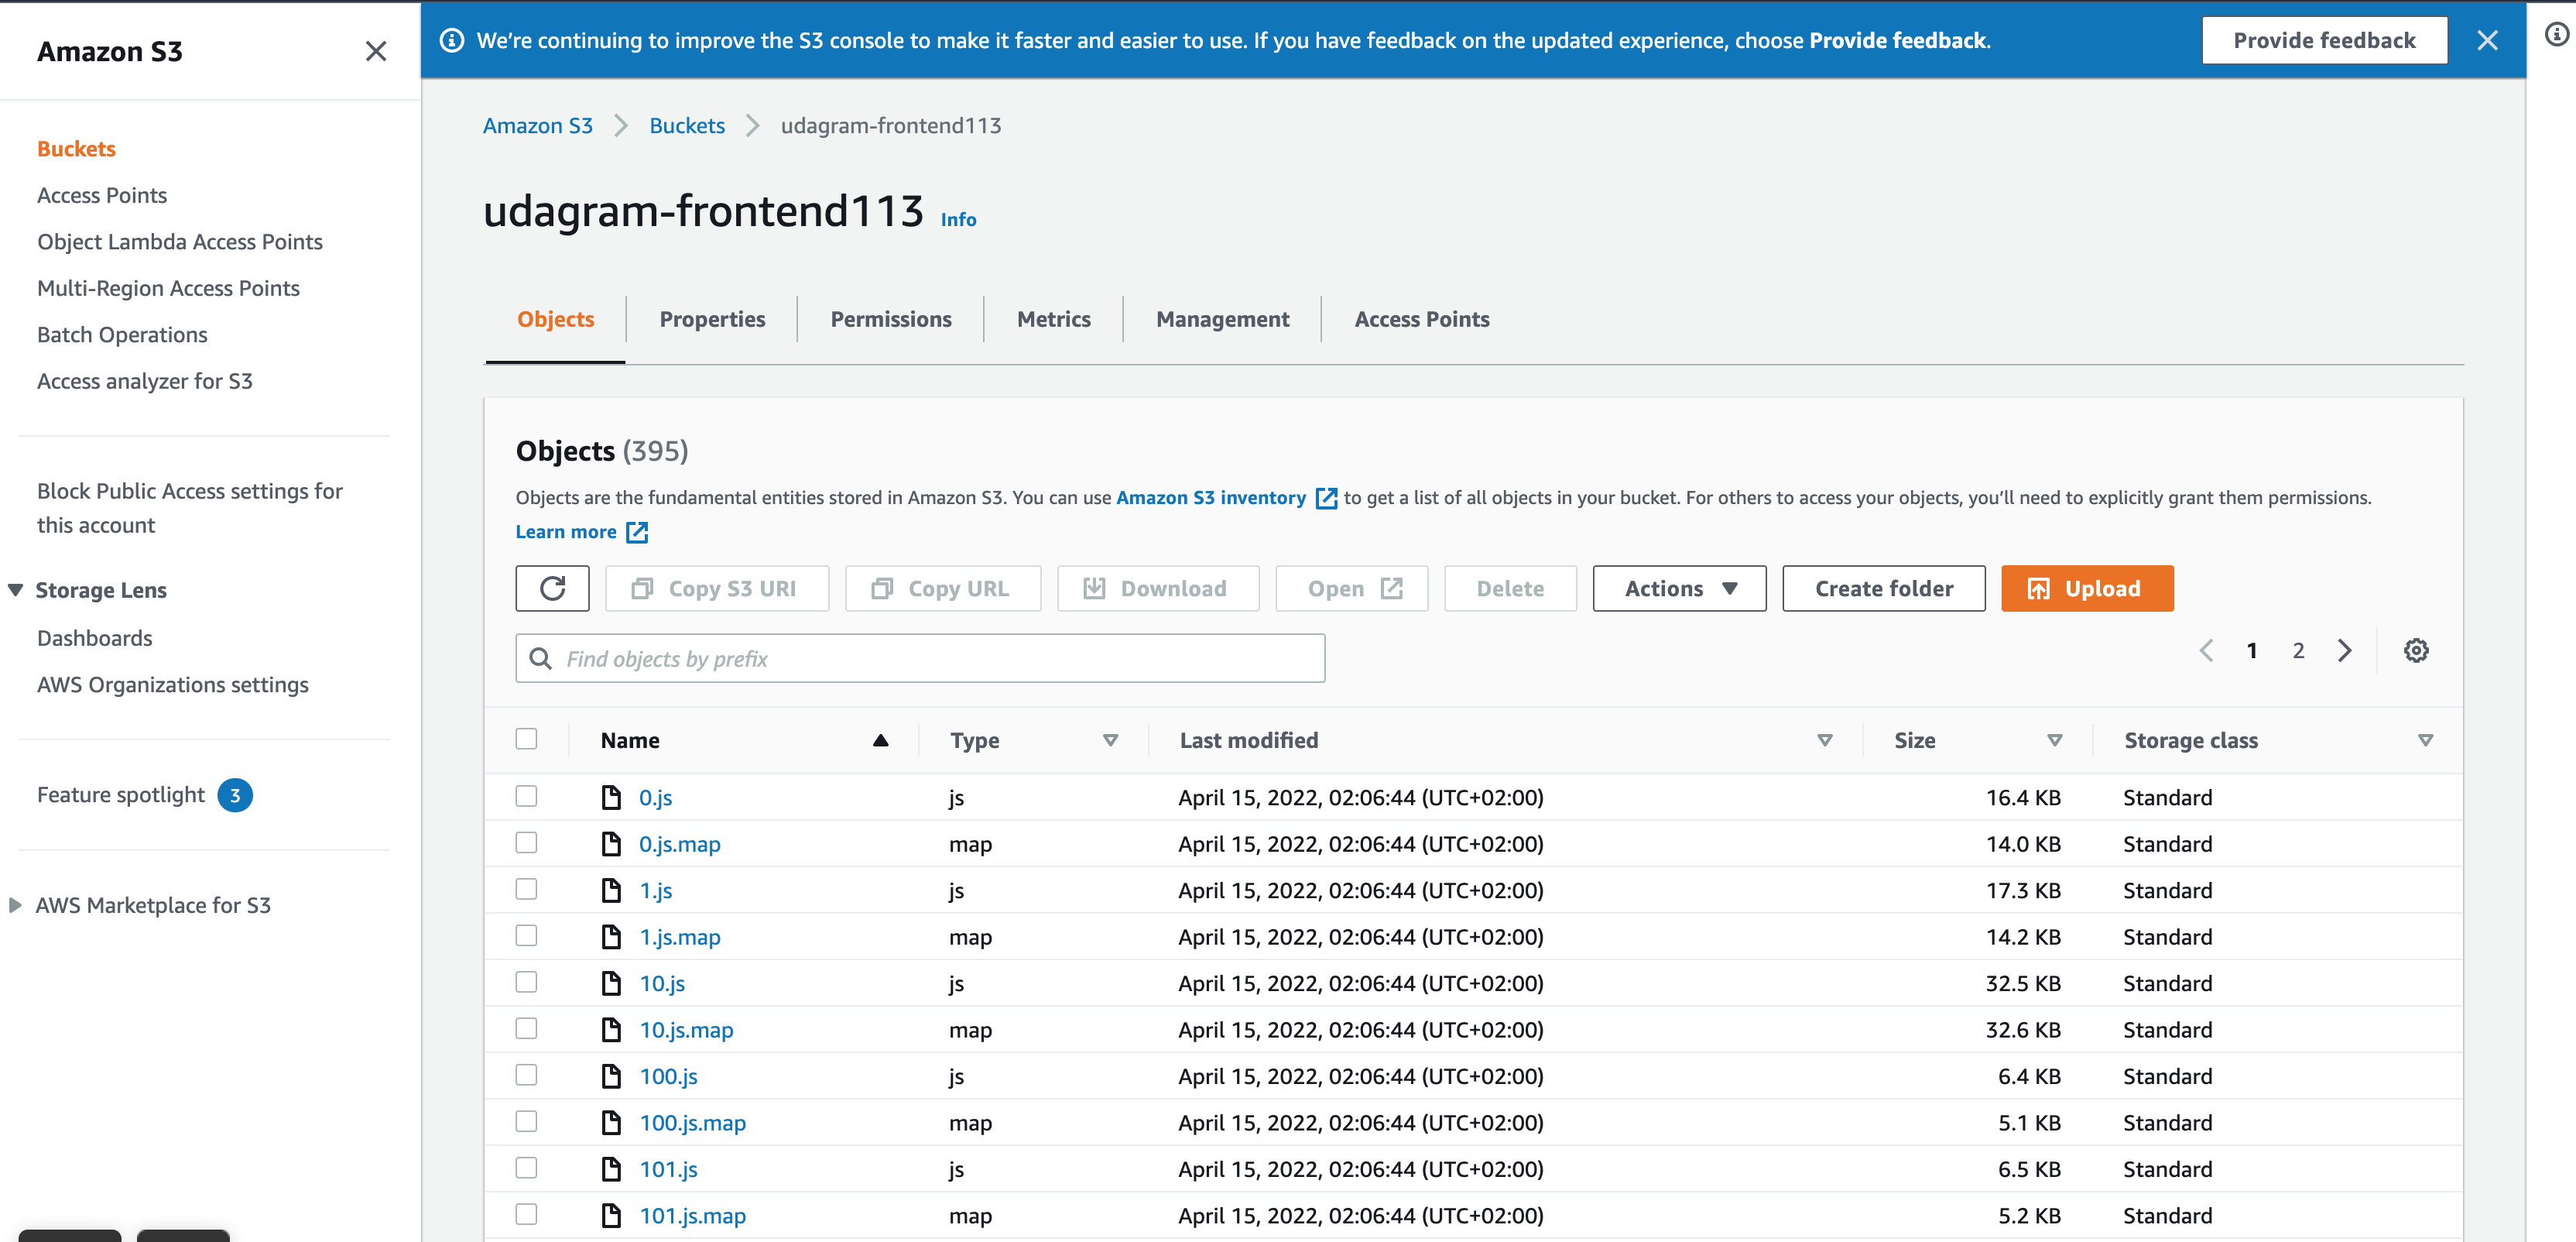 Amazon S3
We're continuing to improve the S3 console to make it faster and easier to use. If you have feedback on the updated experience, choose Provide feedback.
Provide feedback
Buckets
Access Points
Object Lambda Access Points
Multi-Region Access Points
Batch Operations
Access analyzer for S3
Block Public Access settings for
this account
Storage Lens
Dashboards
AWS Organizations settings
Feature spotlight 3
AWS Marketplace for S3
Amazon S3 Buckets udagram-frontend113
udagram-frontend113 Info
Objects Properties Permissions Metrics Management Access Points
Objects (395)
Objects are the fundamental entities stored in Amazon S3. You can use Amazon S3 inventory to get a list of all objects in your bucket. For others to access your objects, you'll need to explicitly grant them permissions.
Learn more
Copy S3 URI Copy URL Download Open Delete Actions Create folder Upload
Find objects by prefix
1 2
Name Type Last modified Size Storage class
0.js js April 15, 2022, 02:06:44 (UTC+02:00) 16.4 KB Standard
0.js.map map April 15, 2022, 02:06:44 (UTC+02:00) 14.0 KB Standard
1.js js April 15, 2022, 02:06:44 (UTC+02:00) 17.3 KB Standard
1.js.map map April 15, 2022, 02:06:44 (UTC+02:00) 14.2 KB Standard
10.js js April 15, 2022, 02:06:44 (UTC+02:00) 32.5 KB Standard
10.js.map map April 15, 2022, 02:06:44 (UTC+02:00) 32.6 KB Standard
100.js js April 15, 2022, 02:06:44 (UTC+02:00) 6.4 KB Standard
100.js.map map April 15, 2022, 02:06:44 (UTC+02:00) 5.1 KB Standard
101.js js April 15, 2022, 02:06:44 (UTC+02:00) 6.5 KB Standard
101.js.map map April 15, 2022, 02:06:44 (UTC+02:00) 5.2 KB Standard